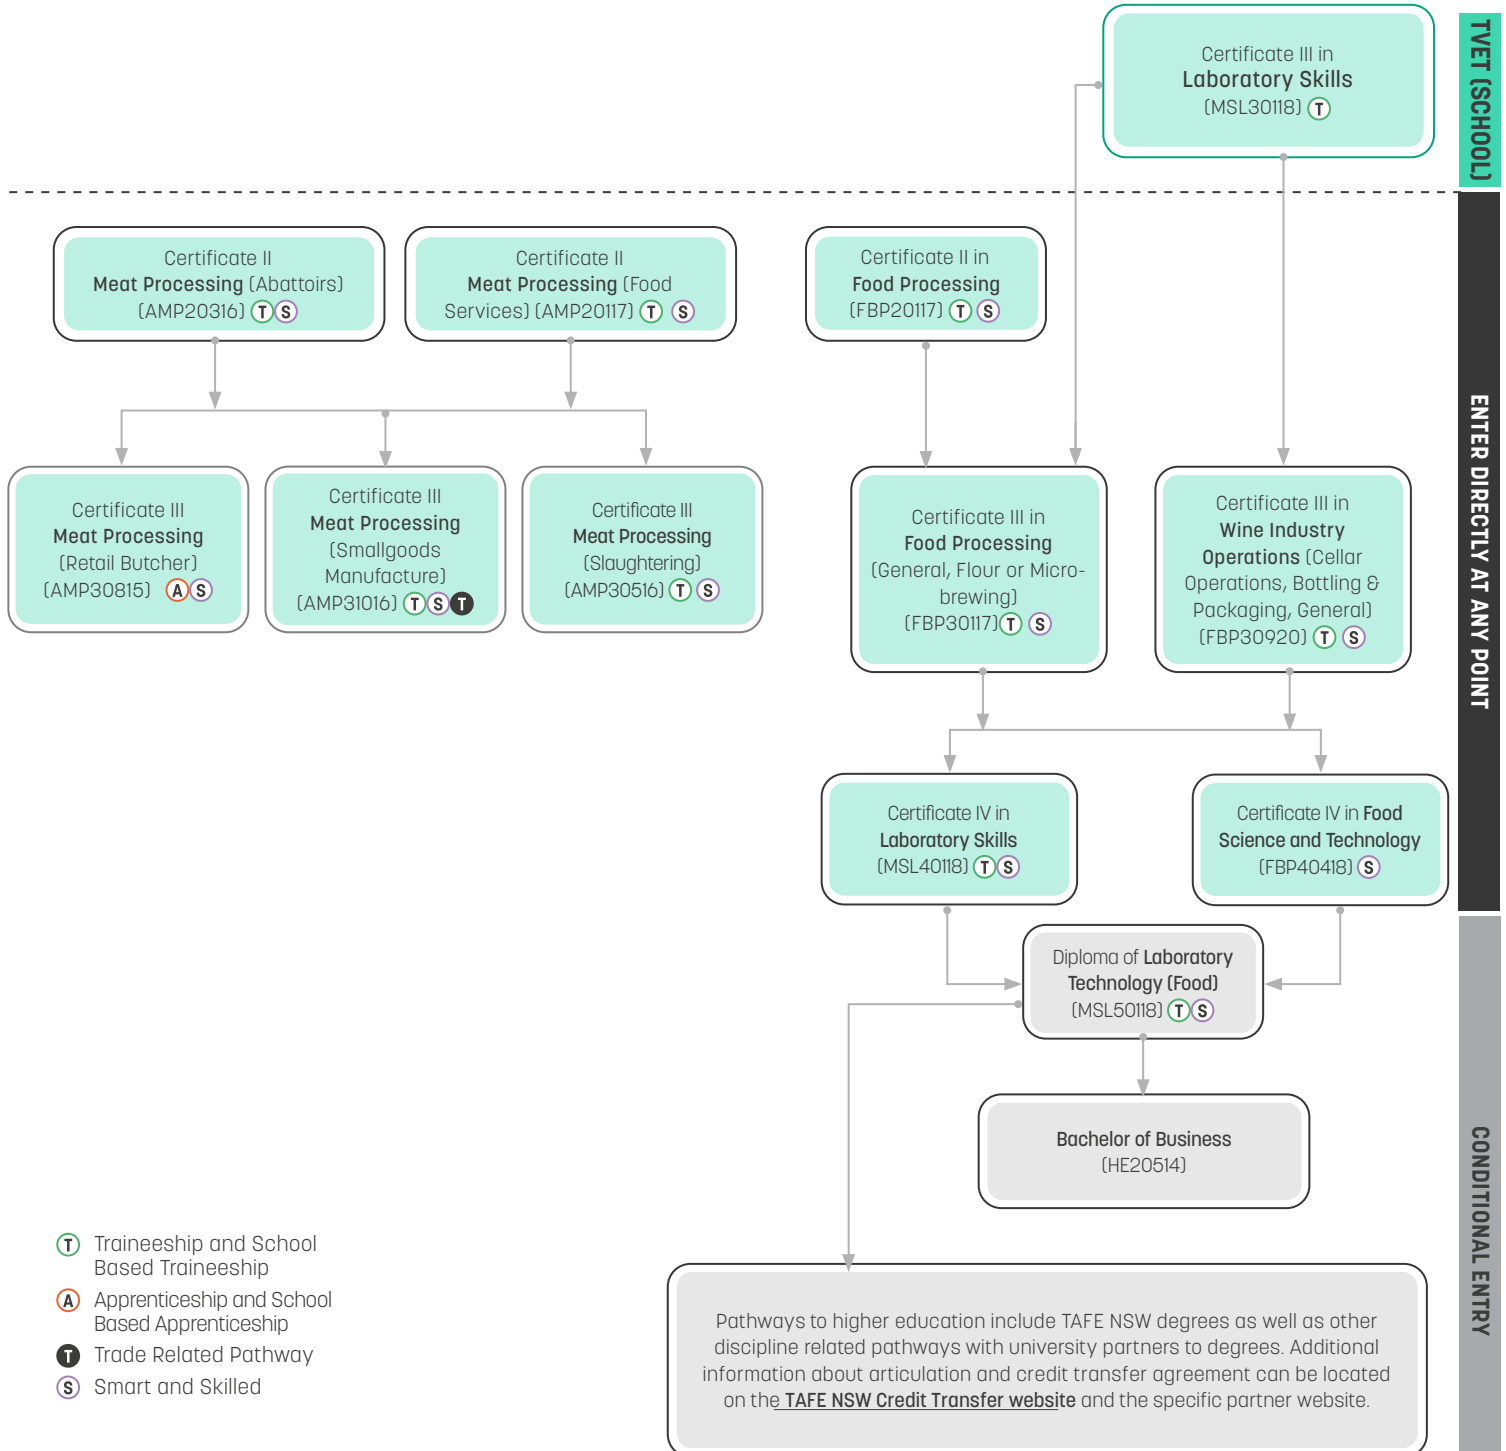 Certificate III in
Laboratory Skills
(MSL30118) T
TVET (SCHOOL)
Certificate II
Meat Processing (Abattoirs)
(AMP20316) T S
Certificate II
Meat Processing (Food
Services) (AMP20117) T S
Certificate II in
Food Processing
(FBP20117) T S
ENTER DIRECTLY AT ANY POINT
Certificate III
Meat Processing
(Retail Butcher)
(AMP30815) A S
Certificate III
Meat Processing
(Smallgoods
Manufacture)
(AMP31016) T S T
Certificate III
Meat Processing
(Slaughtering)
(AMP30516) T S
Certificate III in
Food Processing
(General, Flour or Micro-
brewing)
(FBP30117) T S
Certificate III in
Wine Industry
Operations (Cellar
Operations, Bottling &
Packaging, General)
(FBP30920) T S
Certificate IV in
Laboratory Skills
(MSL40118) T S
Certificate IV in Food
Science and Technology
(FBP40418) S
Diploma of Laboratory
Technology (Food)
(MSL50118) T S
CONDITIONAL ENTRY
Bachelor of Business
(HE20514)
T Traineeship and School
Based Traineeship
A Apprenticeship and School
Based Apprenticeship
T Trade Related Pathway
S Smart and Skilled
Pathways to higher education include TAFE NSW degrees as well as other
discipline related pathways with university partners to degrees. Additional
information about articulation and credit transfer agreement can be located
on the TAFE NSW Credit Transfer website and the specific partner website.